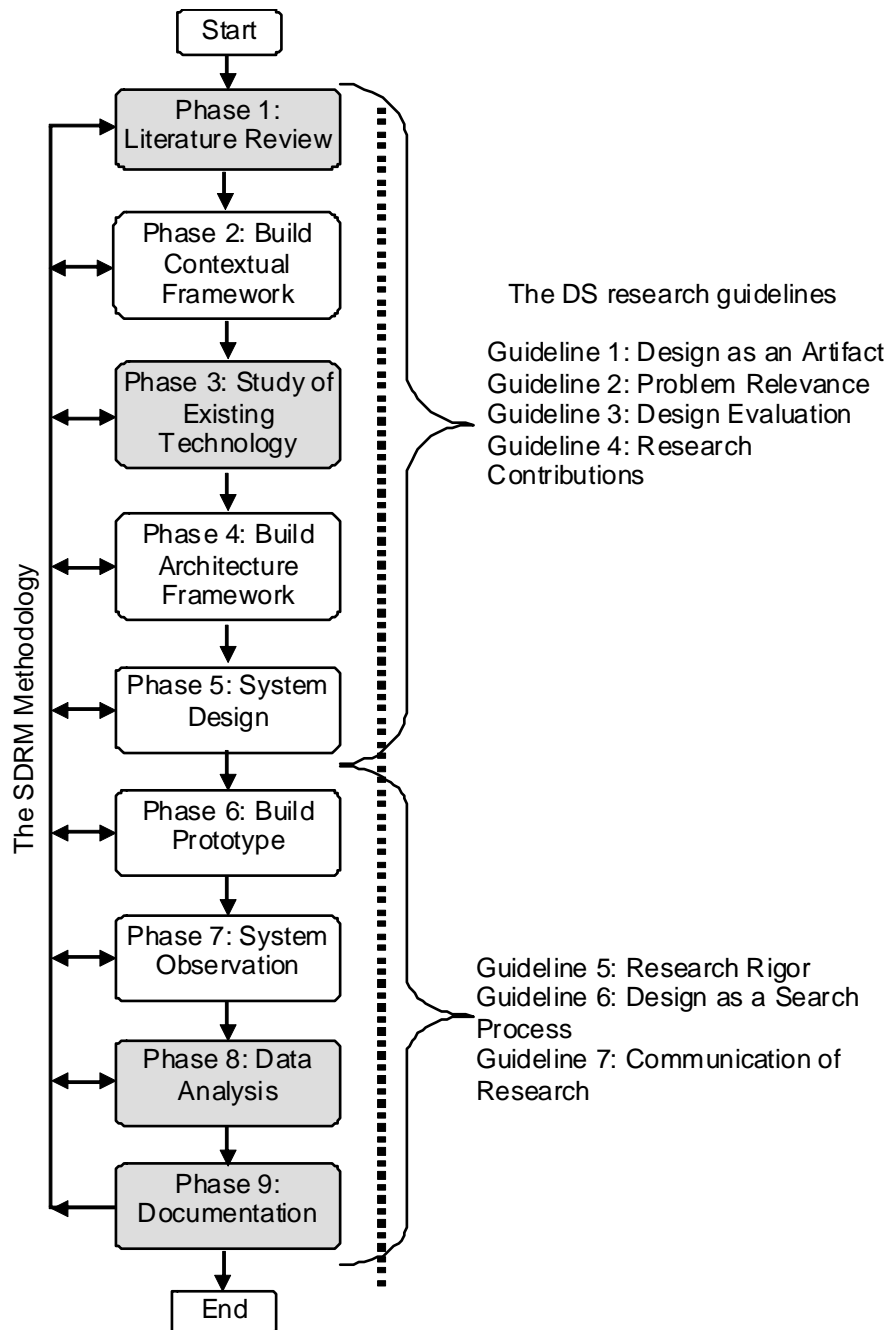 Start
Phase 1:
Literature Review
Phase 2: Build
Contextual
Framework
Phase 3: Study of
Existing
Technology
Phase 4: Build
Architecture
Framework
Phase 5: System
Design
Phase 6: Build
Prototype
Phase 7: System
Observation
Phase 8: Data
Analysis
Phase 9:
Documentation
End
The SDRM Methodology
The DS research guidelines
Guideline 1: Design as an Artifact
Guideline 2: Problem Relevance
Guideline 3: Design Evaluation
Guideline 4: Research
Contributions
Guideline 5: Research Rigor
Guideline 6: Design as a Search
Process
Guideline 7: Communication of
Research